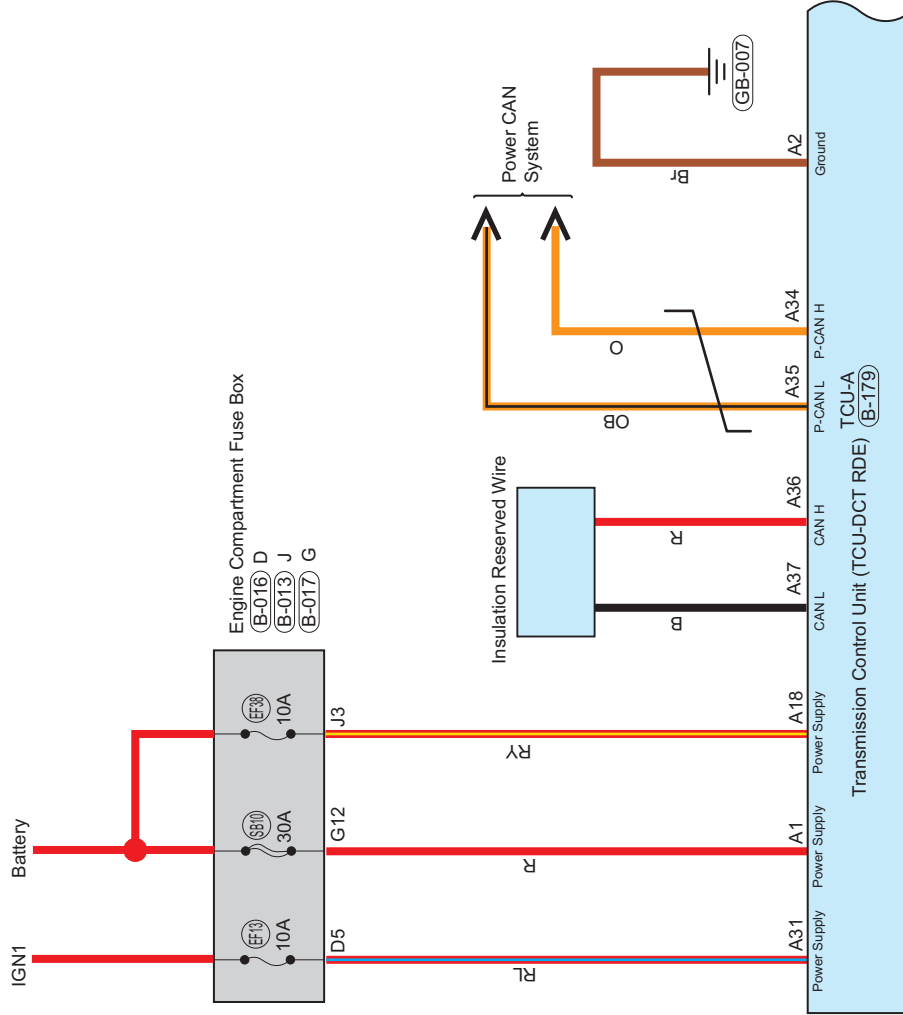 IGN1
Battery
Engine Compartment Fuse Box
B-016 D
B-013 J
B-017 G
EF13
10A
SB10
30A
EF38
10A
D5
G12
J3
RL
R
RY
Insulation Reserved Wire
B
R
Power CAN
System
OB
O
Br
GB-007
A31
A1
A18
A37
A36
A35
A34
A2
Power Supply
Power Supply
Power Supply
CAN L
CAN H
P-CAN L
P-CAN H
Ground
Transmission Control Unit (TCU-DCT RDE)
TCU-A
B-179